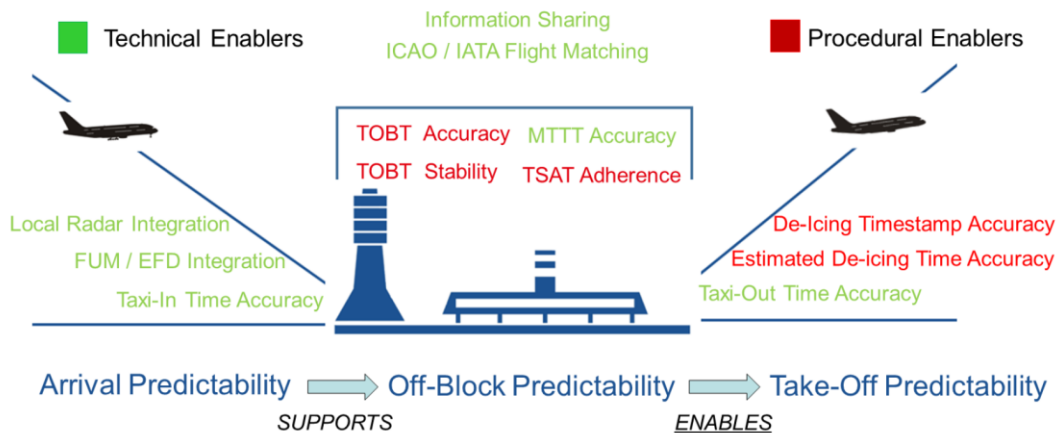 Technical Enablers
Information Sharing
ICAO / IATA Flight Matching
Procedural Enablers
TOBT Accuracy
MTTT Accuracy
TOBT Stability
TSAT Adherence
Local Radar Integration
FUM / EFD Integration
Taxi-In Time Accuracy
De-Icing Timestamp Accuracy
Estimated De-icing Time Accuracy
Taxi-Out Time Accuracy
Arrival Predictability
Off-Block Predictability
Take-Off Predictability
SUPPORTS
ENABLES